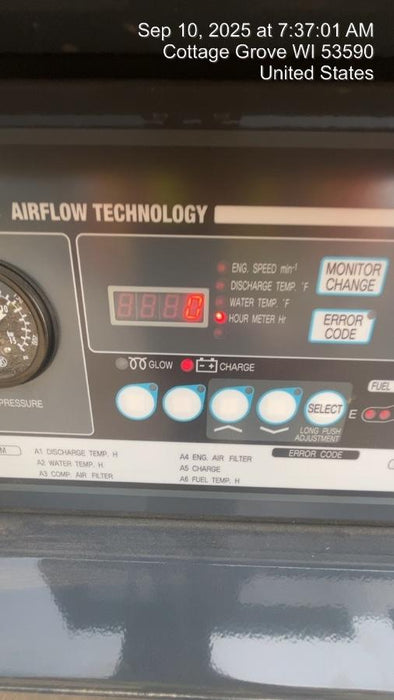 Sep 10, 2025 at 7:37:01 AM
Cottage Grove WI 53590
United States
AIRFLOW TECHNOLOGY
ENG. SPEED min⁻¹
DISCHARGE TEMP. °F
WATER TEMP. °F
HOUR METER Hr
MONITOR
CHANGE
ERROR
CODE
0
GLOW
CHARGE
PRESSURE
SELECT
LONG PUSH
ADJUSTMENT
FUEL
E
ERROR CODE
A1 DISCHARGE TEMP. H
A2 WATER TEMP. H
A3 COMP. AIR FILTER
A4 ENG. AIR FILTER
A5 CHARGE
A6 FUEL TEMP. H